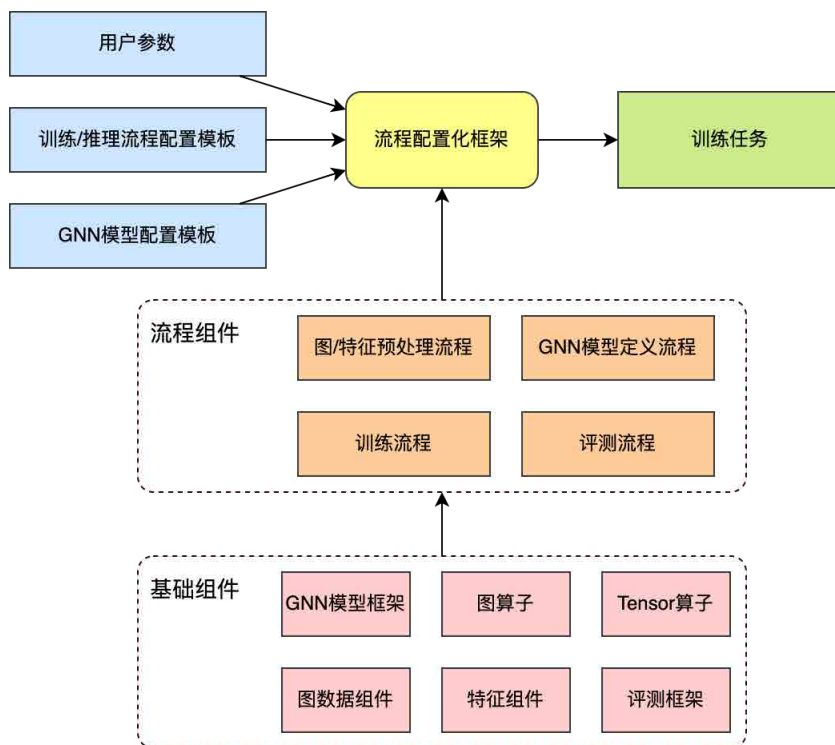 用户参数
训练/推理流程配置模板
流程配置化框架
训练任务
GNN模型配置模板
流程组件
图/特征预处理流程
GNN模型定义流程
训练流程
评测流程
基础组件
GNN模型框架
图算子
Tensor算子
图数据组件
特征组件
评测框架